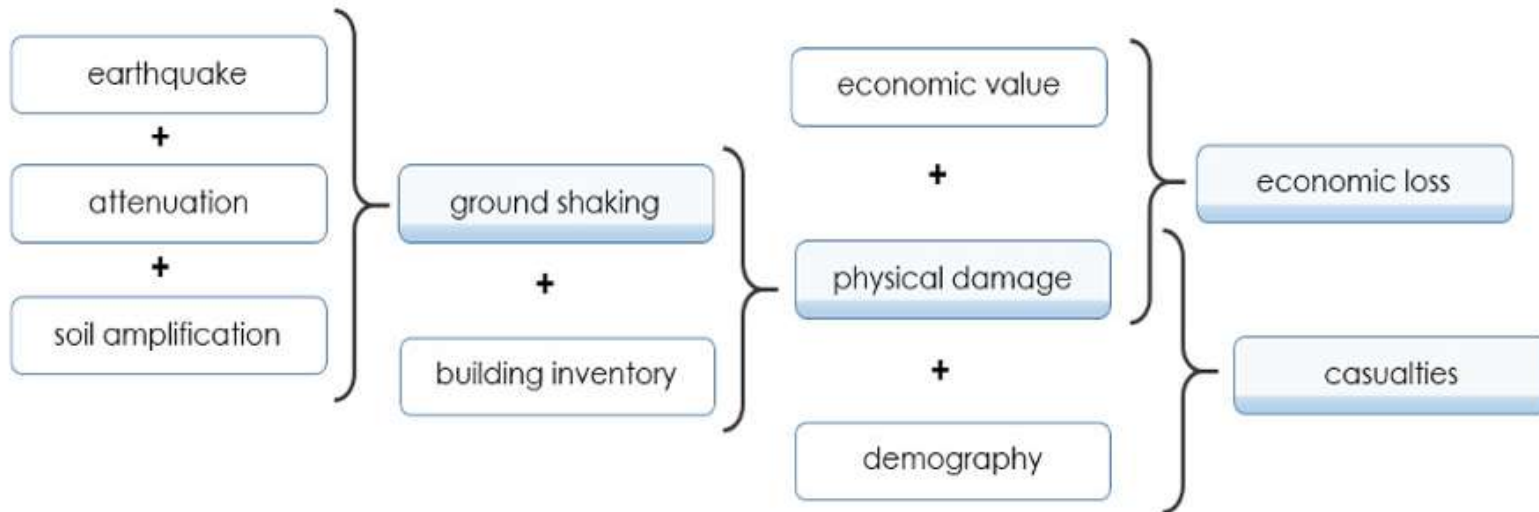 earthquake
+
attenuation
+
soil amplification
ground shaking
+
building inventory
economic value
+
physical damage
+
demography
economic loss
casualties